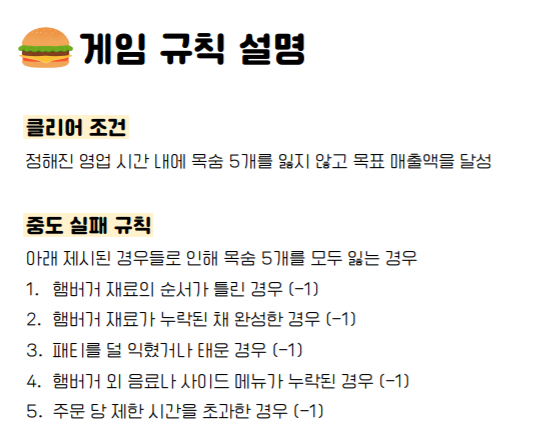 게임 규칙 설명
클리어 조건
정해진 영업 시간 내에 목숨 5개를 잃지 않고 목표 매출액을 달성
중도 실패 규칙
아래 제시된 경우들로 인해 목숨 5개를 모두 잃는 경우
1. 햄버거 재료의 순서가 틀린 경우 (-1)
2. 햄버거 재료가 누락된 채 완성한 경우 (-1)
3. 패티를 덜 익혔거나 태운 경우 (-1)
4. 햄버거 외 음료나 사이드 메뉴가 누락된 경우 (-1)
5. 주문 당 제한 시간을 초과한 경우 (-1)